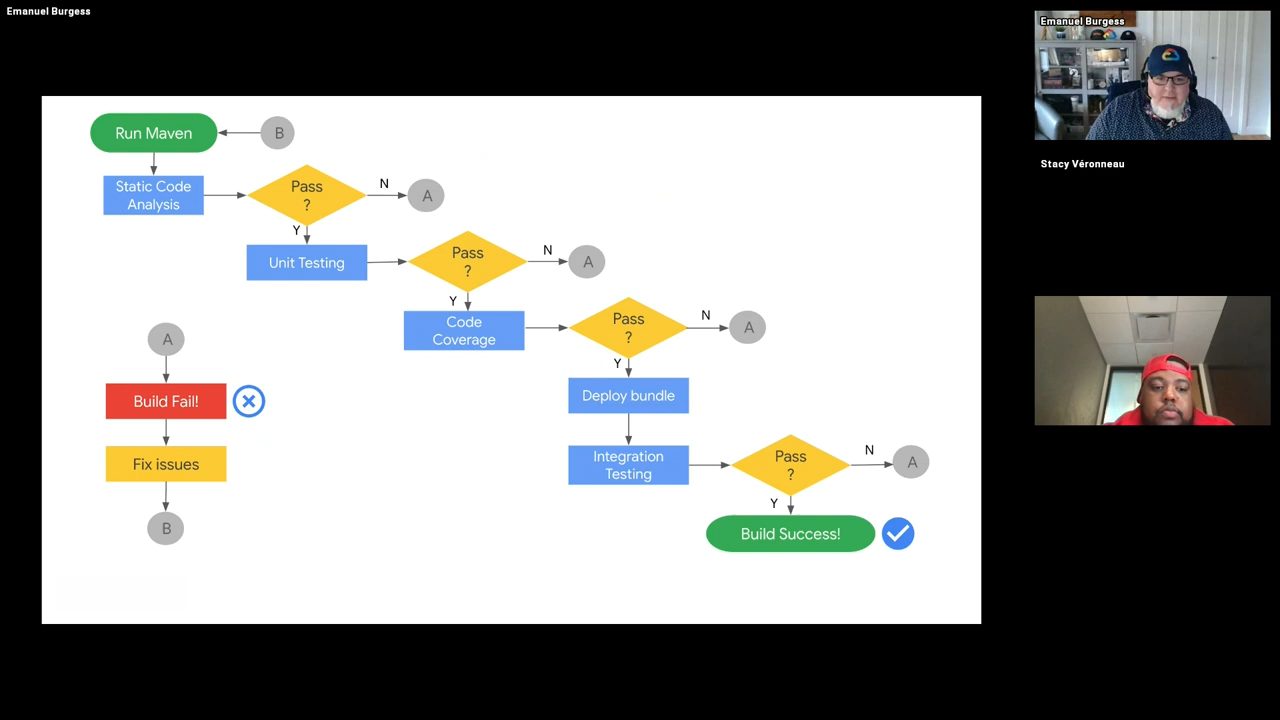 Emanuel Burgess
Emanuel Burgess
Stacy Véronneau
Run Maven
B
Static Code
Analysis
Pass
?
N
A
Y
Unit Testing
Pass
?
N
A
Y
Code
Coverage
Pass
?
N
A
Y
Deploy bundle
Integration
Testing
Pass
?
N
A
Y
Build Success!
A
Build Fail!
Fix issues
B